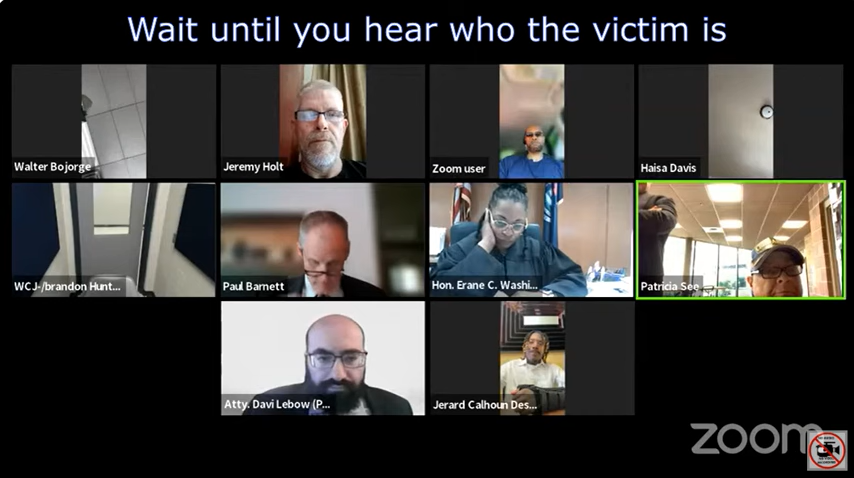 Wait until you hear who the victim is
Walter Bojorge
Jeremy Holt
Zoom user
Haisa Davis
WCJ-/brandon Hunt...
Paul Barnett
Hon. Erane C. Washi...
Patricia See
Atty. Davi Lebow (P...
Jerard Calhoun Des...
zoom